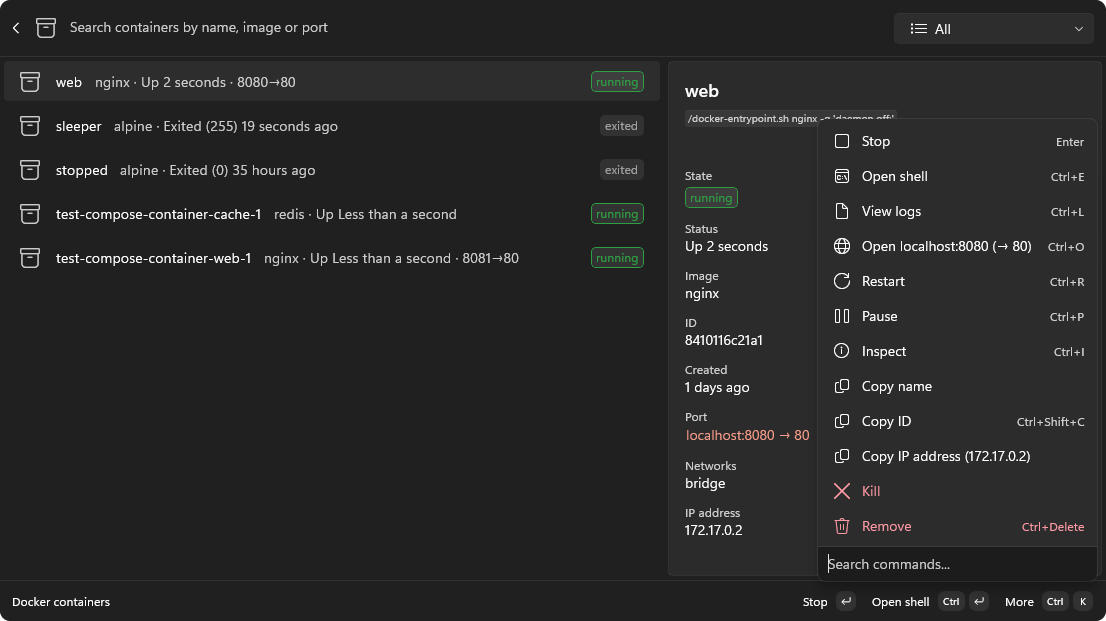 Search containers by name, image or port
All
web nginx · Up 2 seconds · 8080→80 running
sleeper alpine · Exited (255) 19 seconds ago exited
stopped alpine · Exited (0) 35 hours ago exited
test-compose-container-cache-1 redis · Up Less than a second running
test-compose-container-web-1 nginx · Up Less than a second · 8081→80 running
web
/docker-entrypoint.sh nginx -g 'daemon off;'
State
running
Status
Up 2 seconds
Image
nginx
ID
8410116c21a1
Created
1 days ago
Port
localhost:8080 → 80
Networks
bridge
IP address
172.17.0.2
Stop Enter
Open shell Ctrl+E
View logs Ctrl+L
Open localhost:8080 (→ 80) Ctrl+O
Restart Ctrl+R
Pause Ctrl+P
Inspect Ctrl+I
Copy name
Copy ID Ctrl+Shift+C
Copy IP address (172.17.0.2)
Kill
Remove Ctrl+Delete
Search commands...
Docker containers
Stop ↵ Open shell Ctrl ↵ More Ctrl K